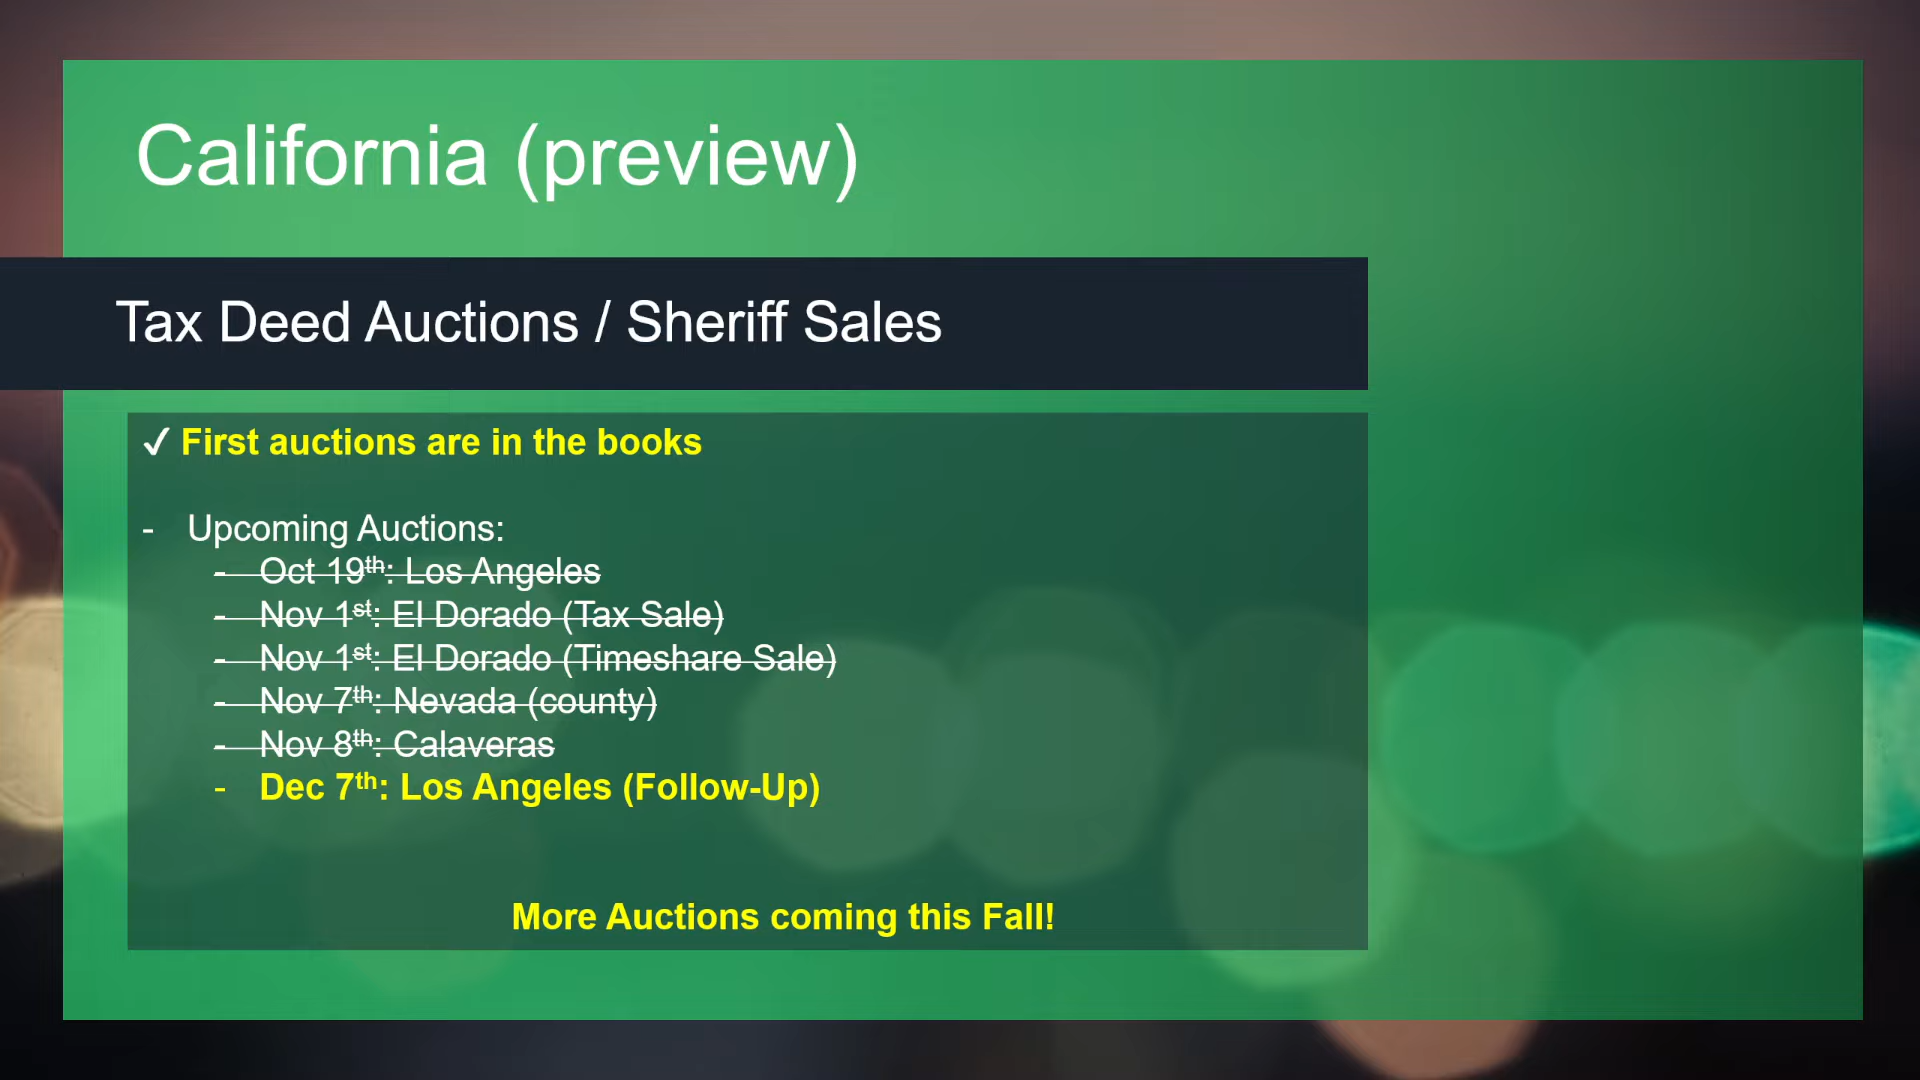 California (preview)
Tax Deed Auctions / Sheriff Sales
✓ First auctions are in the books
- Upcoming Auctions:
- Oct 19th: Los Angeles
- Nov 1st: El Dorado (Tax Sale)
- Nov 1st: El Dorado (Timeshare Sale)
- Nov 7th: Nevada (county)
- Nov 8th: Calaveras
- Dec 7th: Los Angeles (Follow-Up)
More Auctions coming this Fall!